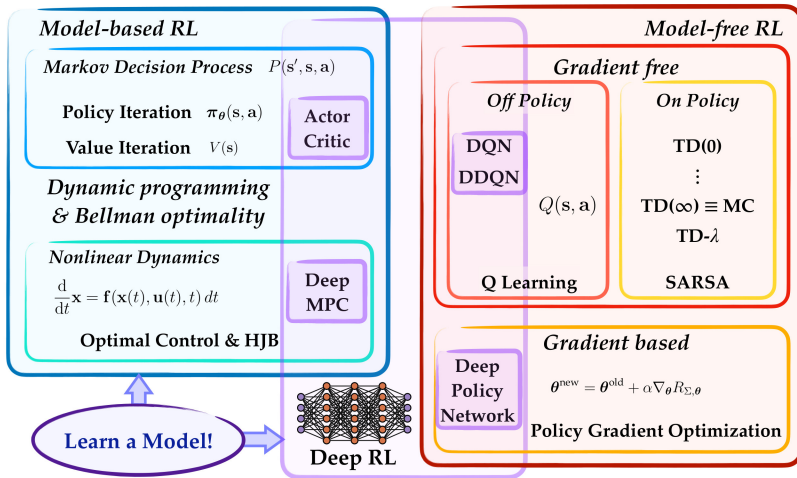 Model-based RL
Markov Decision Process P(s′, s, a)
Policy Iteration π_θ(s, a)
Value Iteration V(s)
Actor
Critic
Dynamic programming
& Bellman optimality
Nonlinear Dynamics
d/dt x = f(x(t), u(t), t) dt
Optimal Control & HJB
Deep
MPC
Learn a Model!
Deep RL
Model-free RL
Gradient free
Off Policy
DQN
DDQN
Q(s, a)
Q Learning
On Policy
TD(0)
⋮
TD(∞) ≡ MC
TD-λ
SARSA
Gradient based
Deep
Policy
Network
θ^new = θ^old + α∇_θ R_Σ,θ
Policy Gradient Optimization